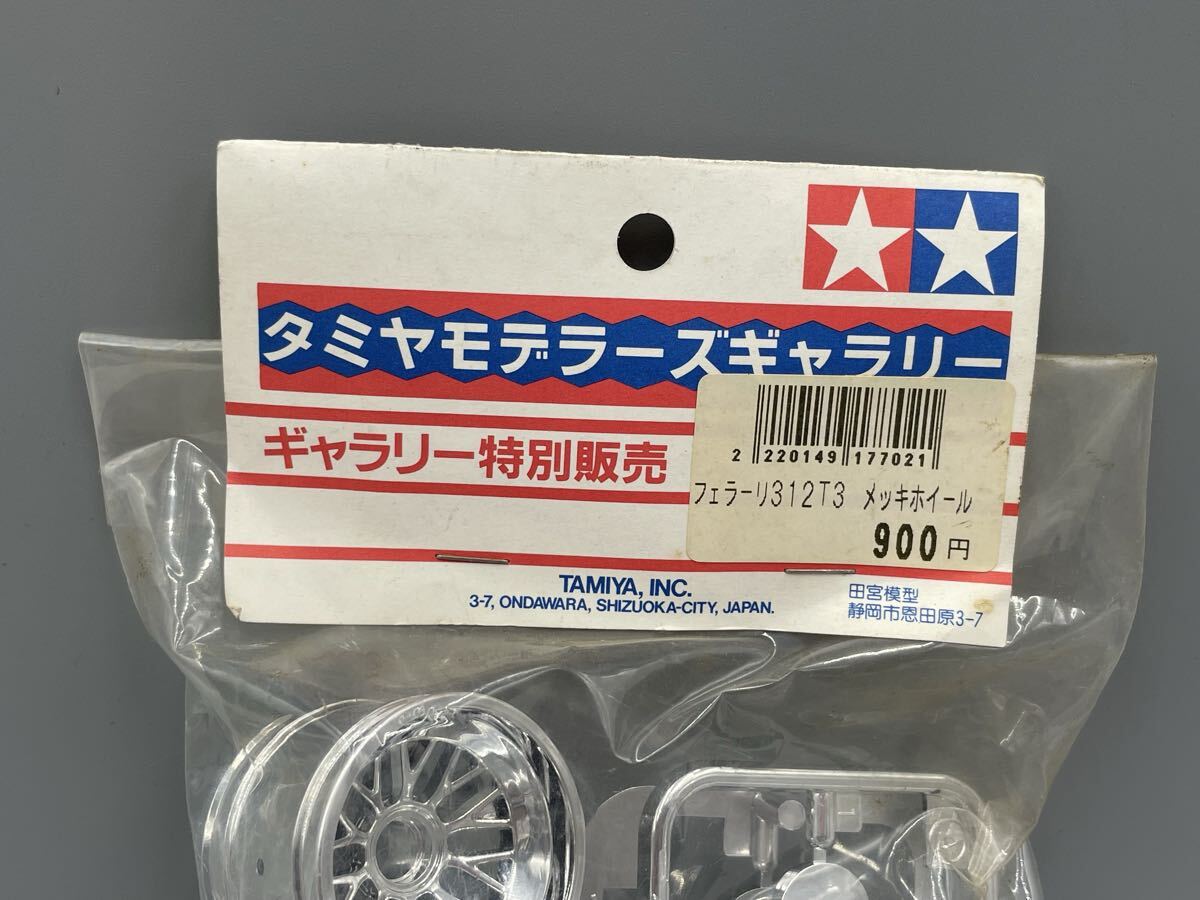 タミヤモデラーズギャラリー
ギャラリー特別販売
2 220149 177021
フェラーリ312T3 メッキホイール
900円
TAMIYA, INC.
3-7, ONDAWARA, SHIZUOKA-CITY, JAPAN.
田宮模型
静岡市恩田原3-7